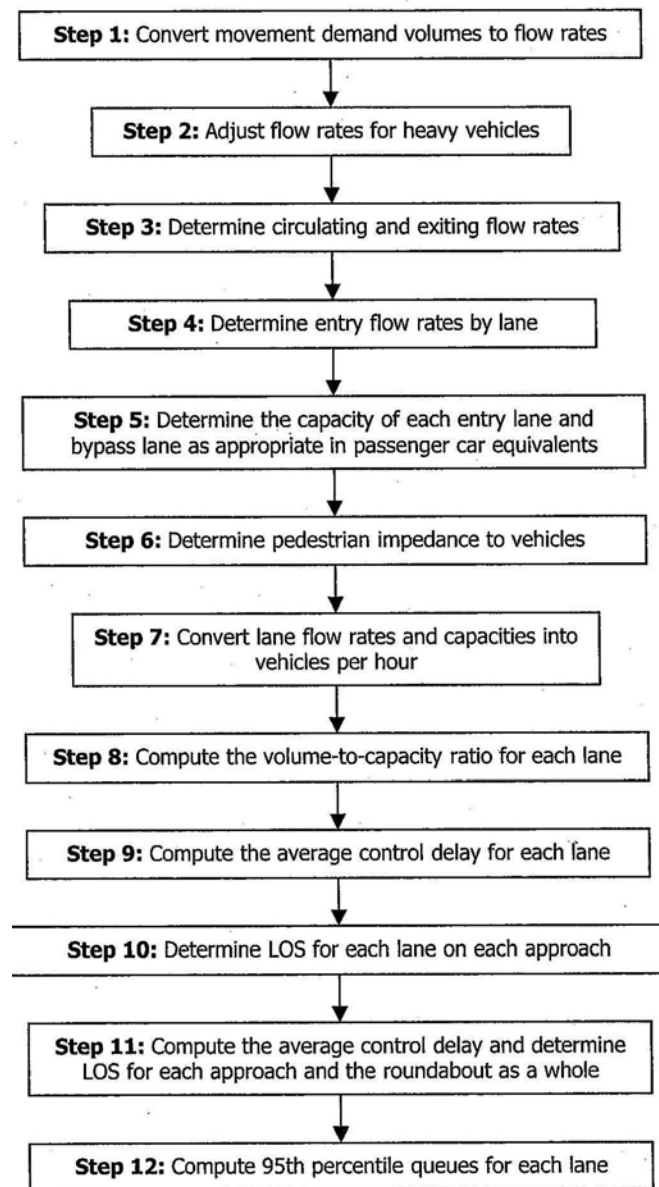 Step 1: Convert movement demand volumes to flow rates
Step 2: Adjust flow rates for heavy vehicles
Step 3: Determine circulating and exiting flow rates
Step 4: Determine entry flow rates by lane
Step 5: Determine the capacity of each entry lane and
bypass lane as appropriate in passenger car equivalents
Step 6: Determine pedestrian impedance to vehicles
Step 7: Convert lane flow rates and capacities into
vehicles per hour
Step 8: Compute the volume-to-capacity ratio for each lane
Step 9: Compute the average control delay for each lane
Step 10: Determine LOS for each lane on each approach
Step 11: Compute the average control delay and determine
LOS for each approach and the roundabout as a whole
Step 12: Compute 95th percentile queues for each lane